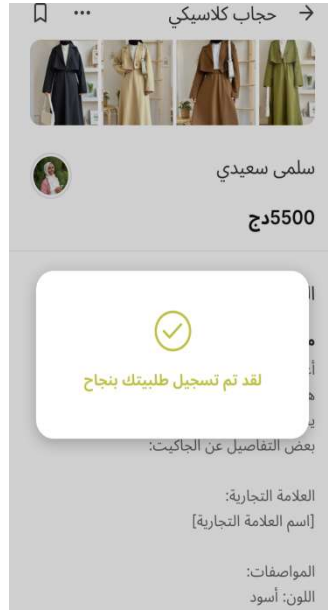 حجاب كلاسيكي
سلمى سعيدي
5500دج
لقد تم تسجيل طلبيتك بنجاح
بعض التفاصيل عن الجاكيت:
العلامة التجارية:
[اسم العلامة التجارية]
المواصفات:
اللون: أسود